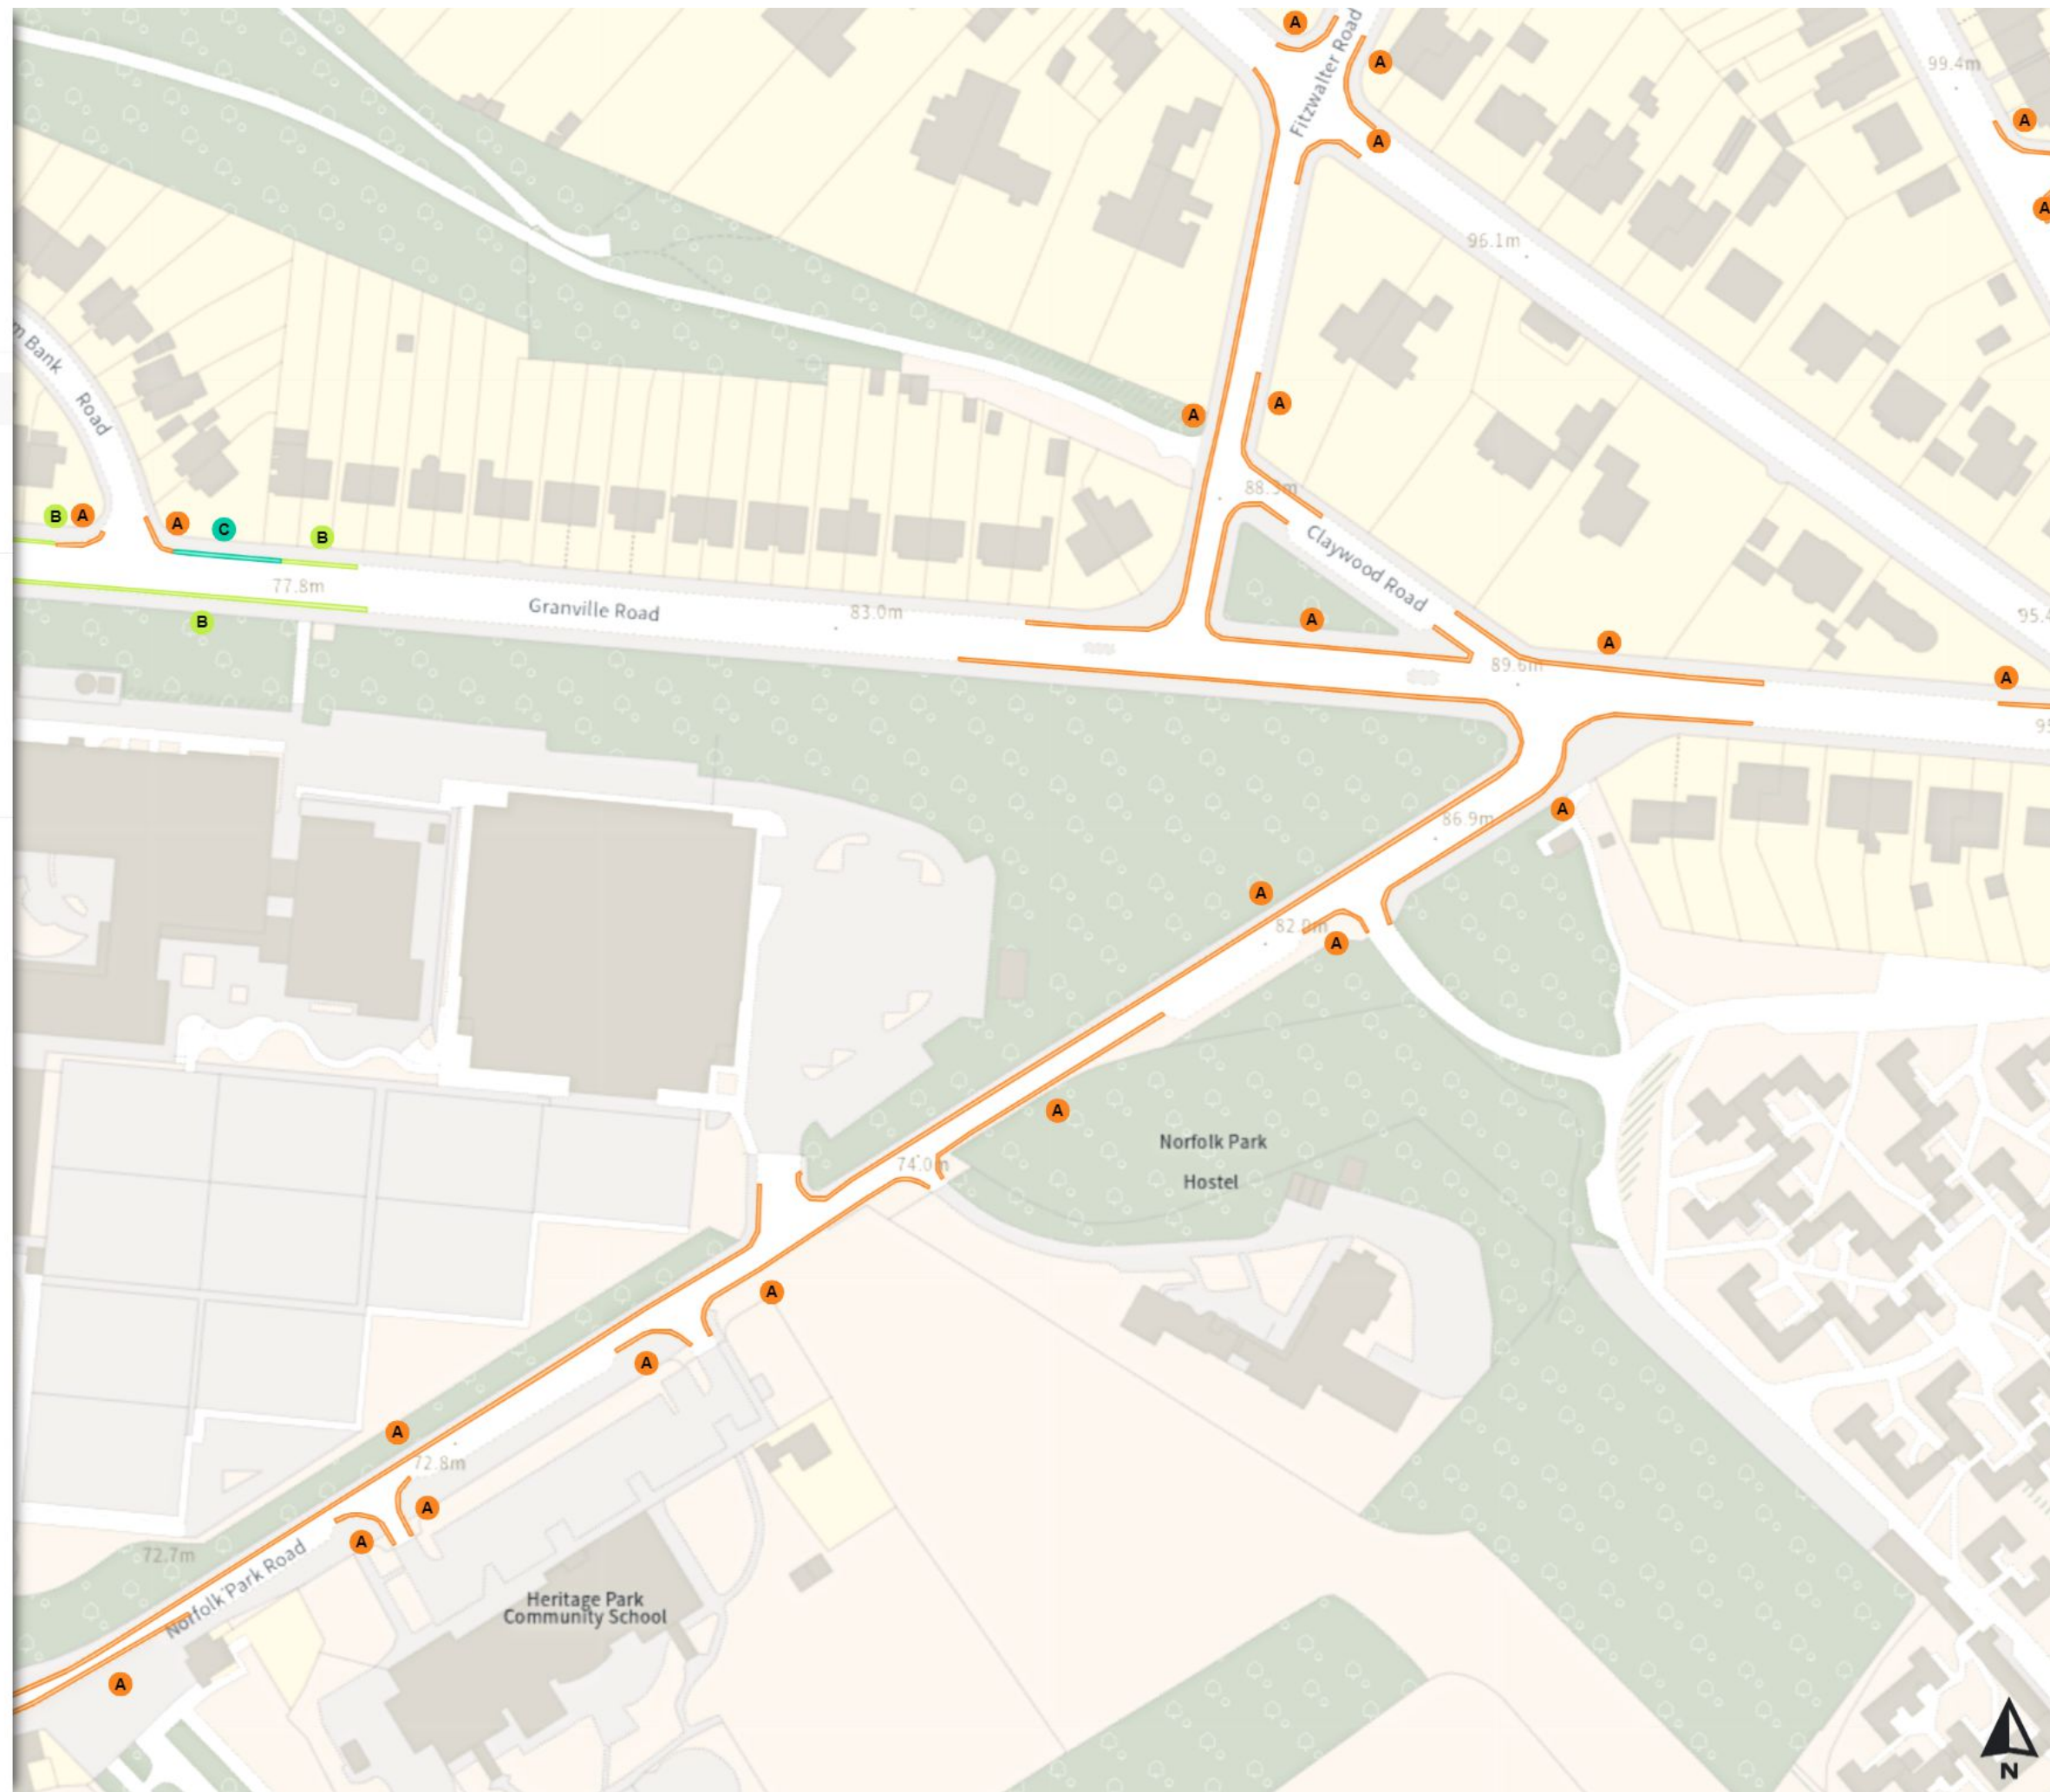 A
Fitzwalter Road
A
99.4m
A
A
A
96.1m
m Bank
Road
A
A
88.3m
B
A
A
C
B
77.8m
Granville Road
83.0m
Claywood Road
A
B
A
89.6m
A
95.4
95
A
86.9m
A
82.9m
A
A
Norfolk Park
Hostel
74.0m
A
A
A
72.8m
A
A
72.7m
Norfolk Park Road
Heritage Park
Community School
A
N